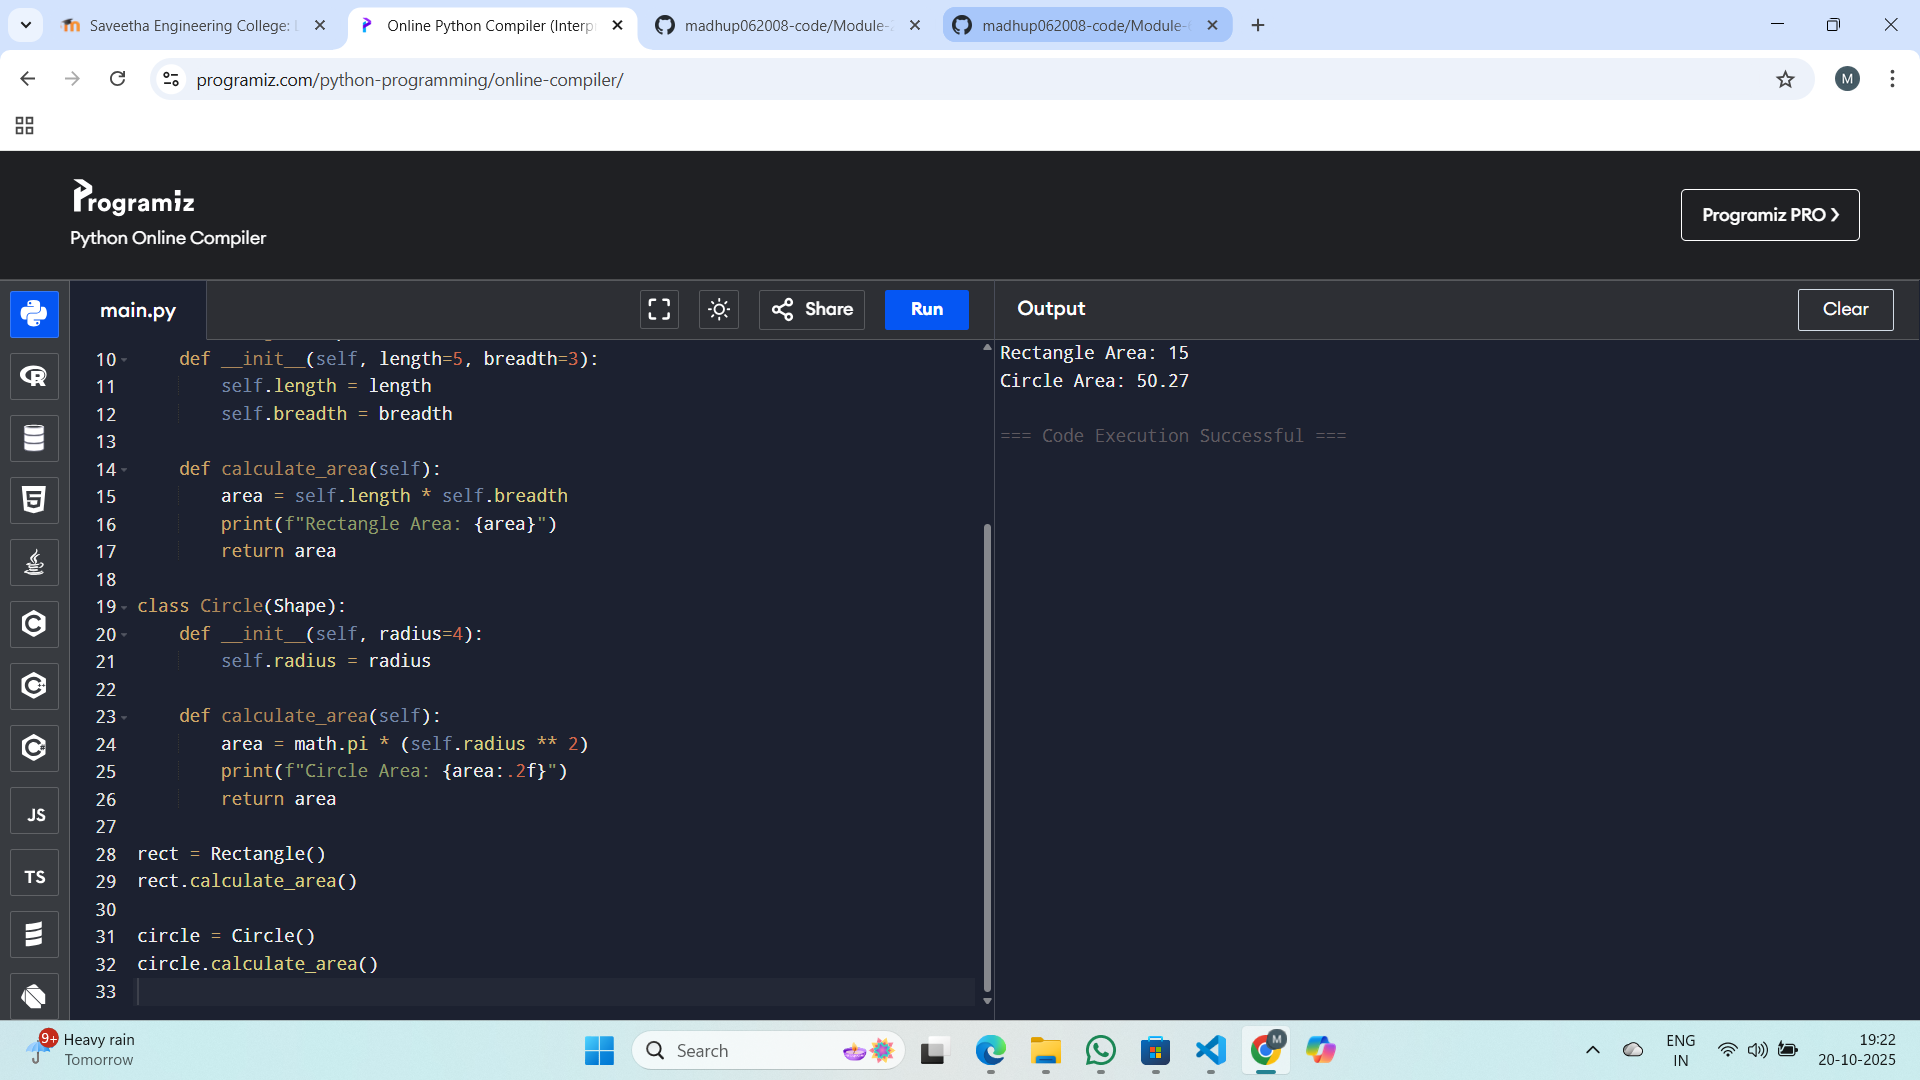 Saveetha Engineering College: L
Online Python Compiler (Interp
madhup062008-code/Module-
madhup062008-code/Module-
programiz.com/python-programming/online-compiler/
M
Programiz
Python Online Compiler
Programiz PRO ❯
main.py
Share
Run
Output
Clear
10 def __init__(self, length=5, breadth=3):
11 self.length = length
12 self.breadth = breadth
13
14 def calculate_area(self):
15 area = self.length * self.breadth
16 print(f"Rectangle Area: {area}")
17 return area
18
19 class Circle(Shape):
20 def __init__(self, radius=4):
21 self.radius = radius
22
23 def calculate_area(self):
24 area = math.pi * (self.radius ** 2)
25 print(f"Circle Area: {area:.2f}")
26 return area
27
28 rect = Rectangle()
29 rect.calculate_area()
30
31 circle = Circle()
32 circle.calculate_area()
33
Rectangle Area: 15
Circle Area: 50.27
=== Code Execution Successful ===
JS
TS
9+
Heavy rain
Tomorrow
Search
M
ENG
IN
19:22
20-10-2025